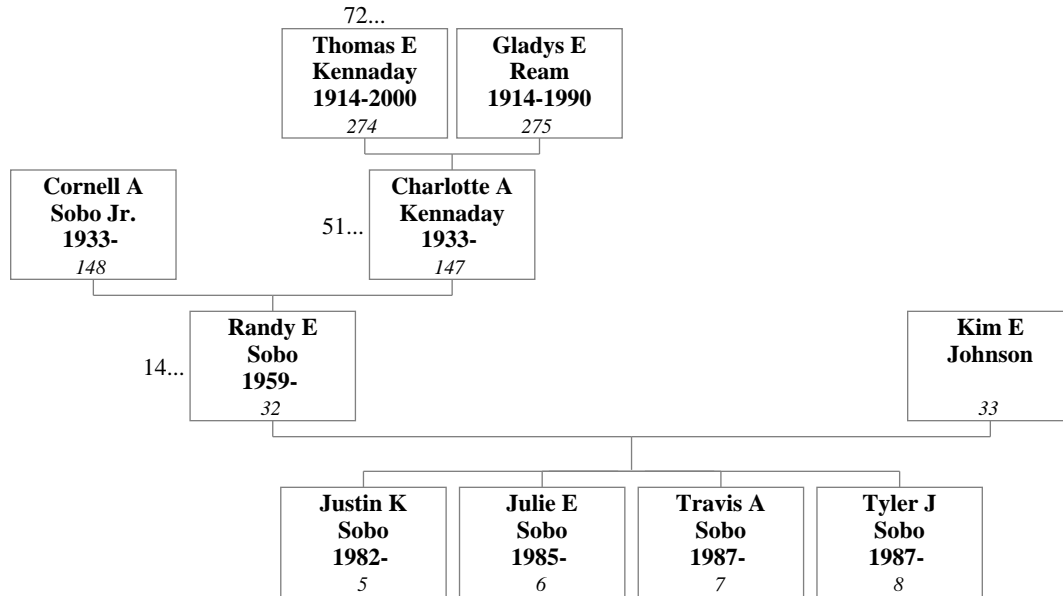 72...
Thomas E
Kennaday
1914-2000
274
Gladys E
Ream
1914-1990
275
Cornell A
Sobo Jr.
1933-
148
51...
Charlotte A
Kennaday
1933-
147
14...
Randy E
Sobo
1959-
32
Kim E
Johnson
33
Justin K
Sobo
1982-
5
Julie E
Sobo
1985-
6
Travis A
Sobo
1987-
7
Tyler J
Sobo
1987-
8